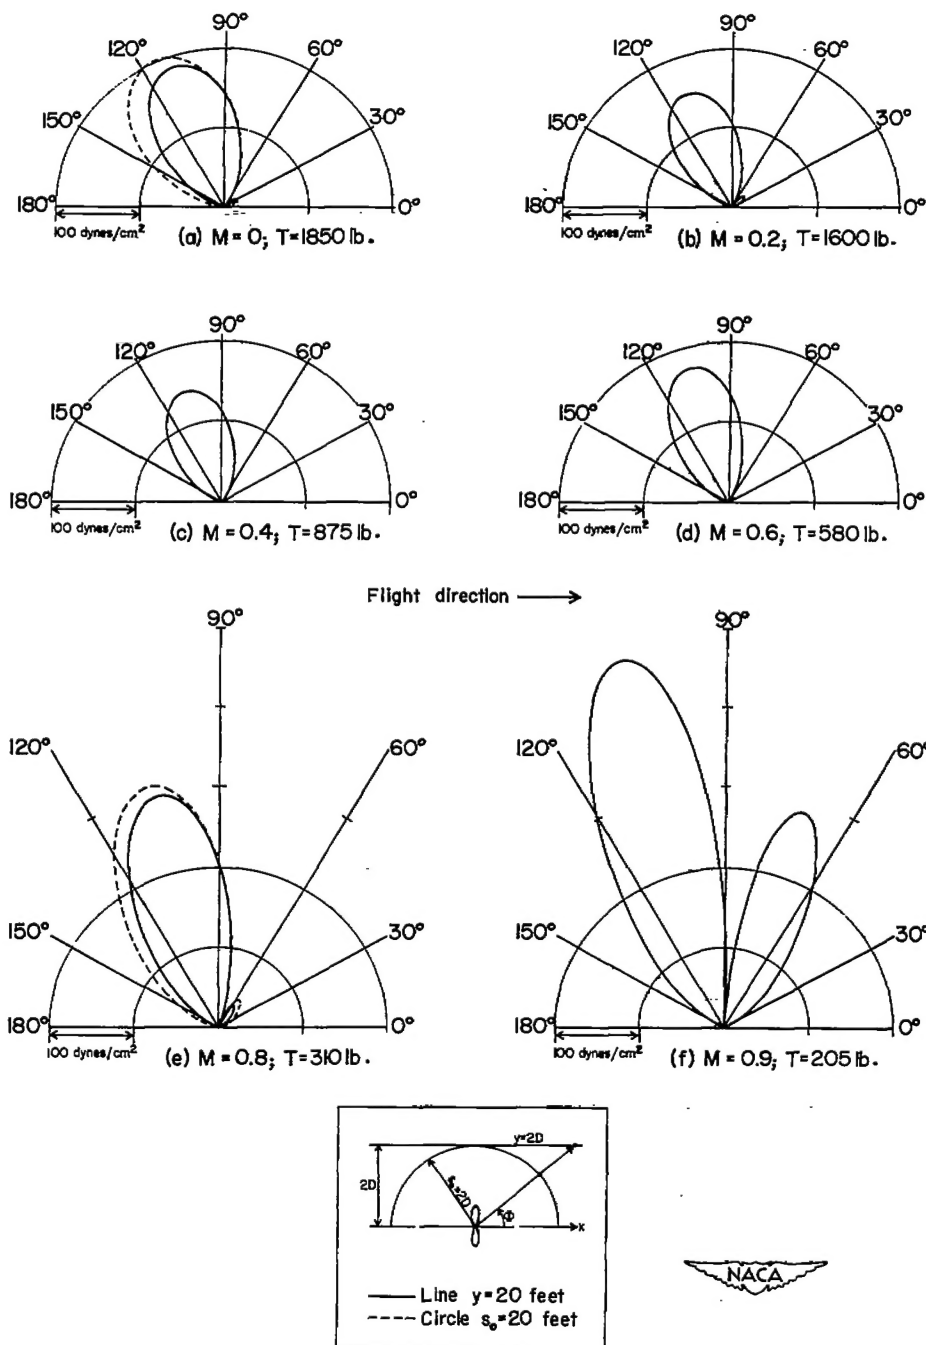 90°
120° 60°
150° 30°
180° 0°
100 dynes/cm²
(a) M = 0; T=1850 lb.
90°
120° 60°
150° 30°
180° 0°
100 dynes/cm²
(b) M = 0.2; T=1600 lb.
90°
120° 60°
150° 30°
180° 0°
100 dynes/cm²
(c) M = 0.4; T=875 lb.
90°
120° 60°
150° 30°
180° 0°
100 dynes/cm²
(d) M = 0.6; T=580 lb.
Flight direction
90°
120° 60°
150° 30°
180° 0°
100 dynes/cm²
(e) M = 0.8; T=310 lb.
90°
120° 60°
150° 30°
180° 0°
100 dynes/cm²
(f) M = 0.9; T=205 lb.
y=2D
2D
=2D
Φ
x
Line y=20 feet
Circle s₀=20 feet
NACA